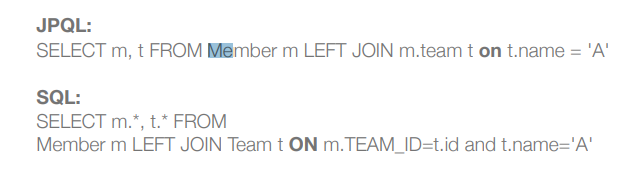 JPQL:
SELECT m, t FROM Member m LEFT JOIN m.team t on t.name = 'A'
SQL:
SELECT m.*, t.* FROM
Member m LEFT JOIN Team t ON m.TEAM_ID=t.id and t.name='A'